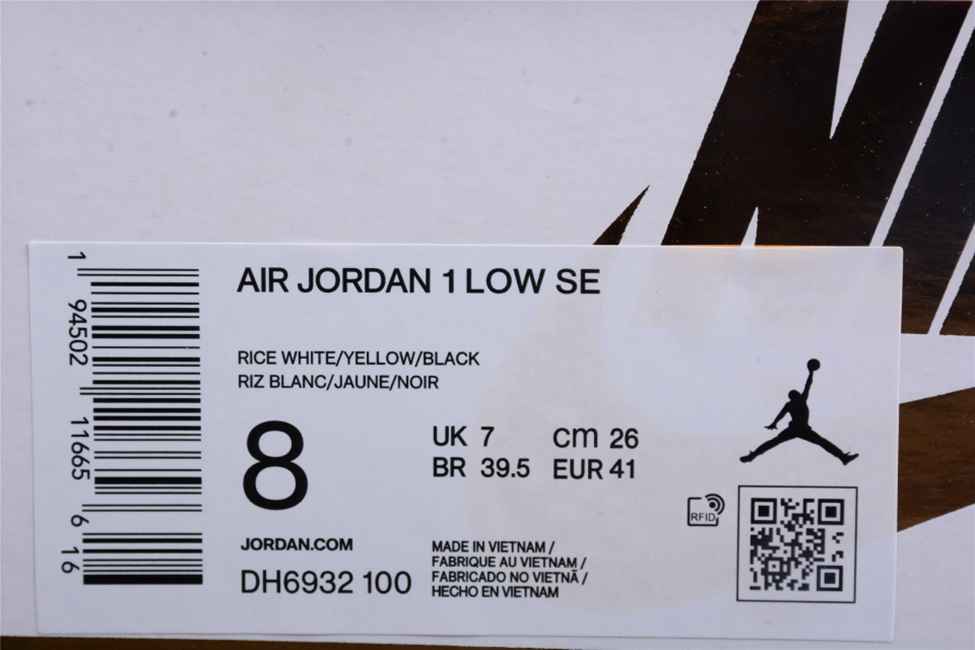 AIR JORDAN 1 LOW SE
RICE WHITE/YELLOW/BLACK
RIZ BLANC/JAUNE/NOIR
8
UK 7
cm 26
BR 39.5
EUR 41
RFID
JORDAN.COM
DH6932 100
MADE IN VIETNAM /
FABRIQUE AU VIETNAM /
FABRICADO NO VIETNÃ /
HECHO EN VIETNAM
1 94502 11665 6 16